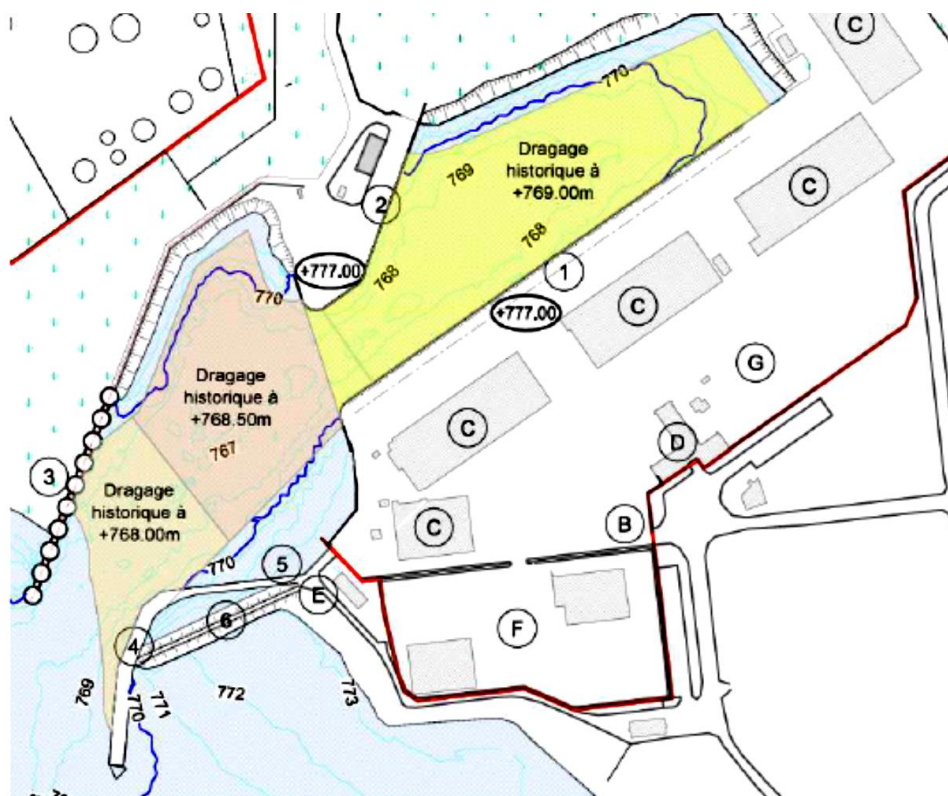 C
770
Dragage
historique à
+769.00m
769
C
2
768
768
+777.00
1
770
+777.00
C
G
Dragage
historique à
+768.50m
C
767
D
3
Dragage
historique à
+768.00m
C
B
770
5
E
6
F
4
769
770
771
772
773